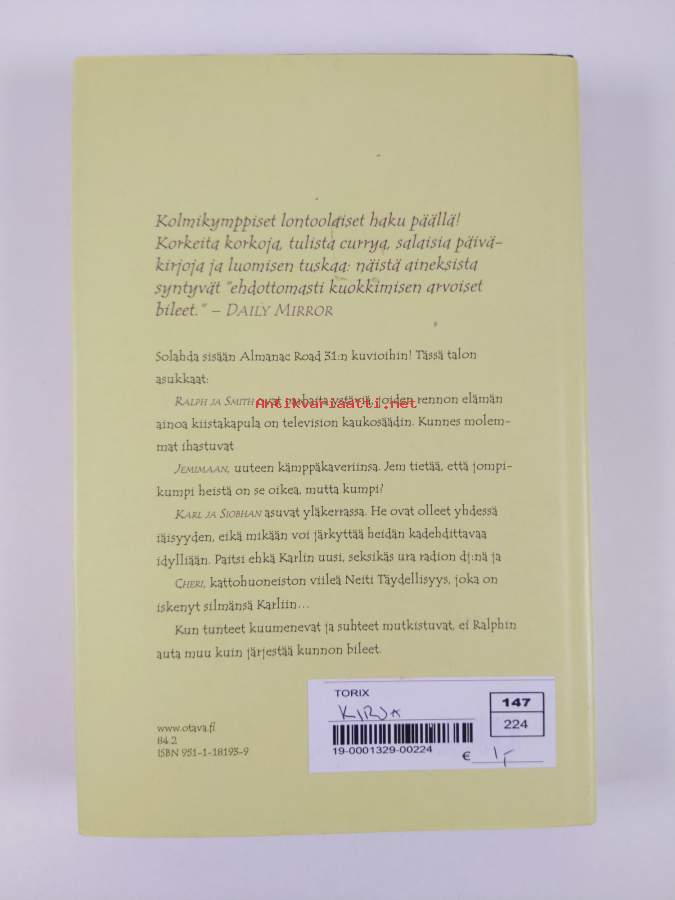 Kolmikymppiset lontoolaiset haku päällä!
Korkeita korkoja, tulista currya, salaisia päivä-
kirjoja ja luomisen tuskaa: näistä aineksista
syntyvät "ehdottomasti kuokkimisen arvoiset
bileet." – DAILY MIRROR
Solahda sisään Almanac Road 31:n kuvioihin! Tässä talon
asukkaat:
RALPH JA SMITH ovat parhaita ystäviä, joiden rennon elämän
Antikvariaatti.net
ainoa kiistakapula on television kaukosäädin. Kunnes molem-
mat ihastuvat
JEMIMAAN, uuteen kämppäkaveriinsa. Jem tietää, että jompi-
kumpi heistä on se oikea, mutta kumpi?
KARL JA SIOBHAN asuvat yläkerrassa. He ovat olleet yhdessä
iäisyyden, eikä mikään voi järkyttää heidän kadehdittavaa
idylliään. Paitsi ehkä Karlin uusi, seksikäs ura radion dj:nä ja
CHERI, kattohuoneiston viileä Neiti Täydellisyys, joka on
iskenyt silmänsä Karliin...
Kun tunteet kuumenevat ja suhteet mutkistuvat, ei Ralphin
auta muu kuin järjestää kunnon bileet.
www.otava.fi
84.2
ISBN 951-1-18193-9
TORIX
KIRJA
19-0001329-00224
147
224
€ 1,-